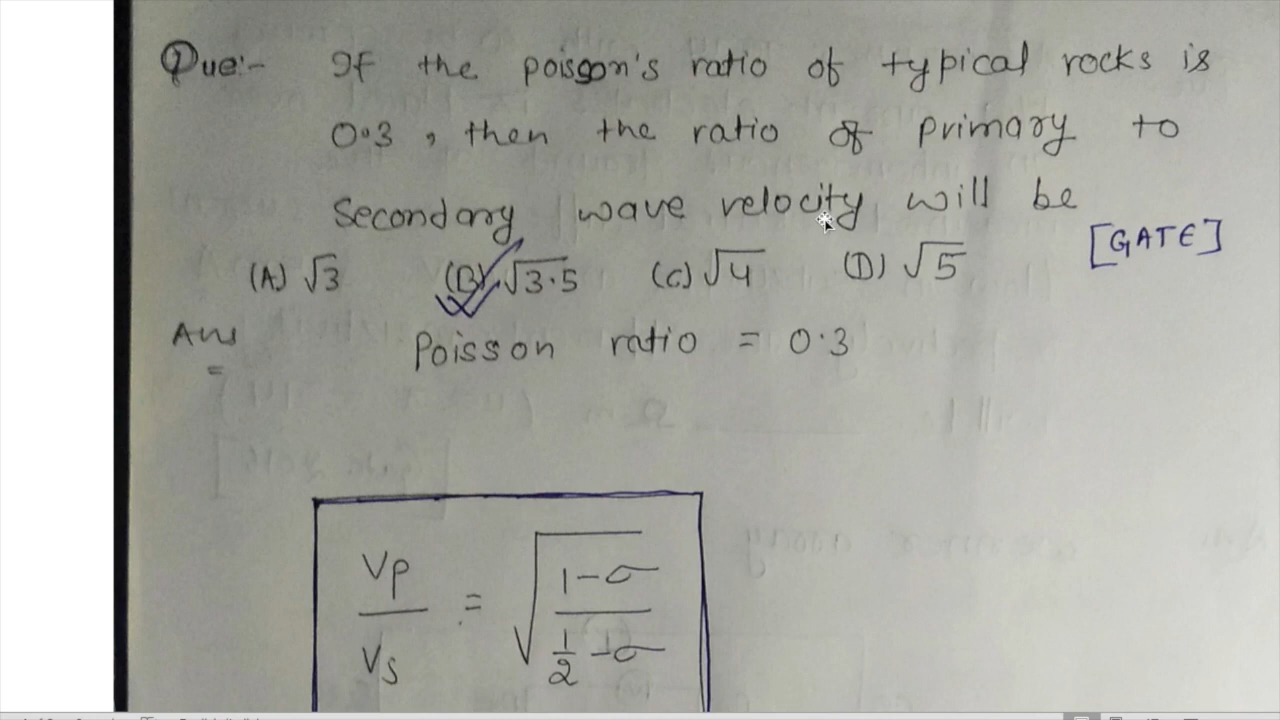 Que:- If the poisson's ratio of typical rocks is
0.3, then the ratio of primary to
Secondary wave velocity will be
[GATE]
(A) √3 (B) √3.5 (C) √4 (D) √5
Ans Poisson ratio = 0.3
Vp/Vs = √((1-σ)/(1/2-σ))